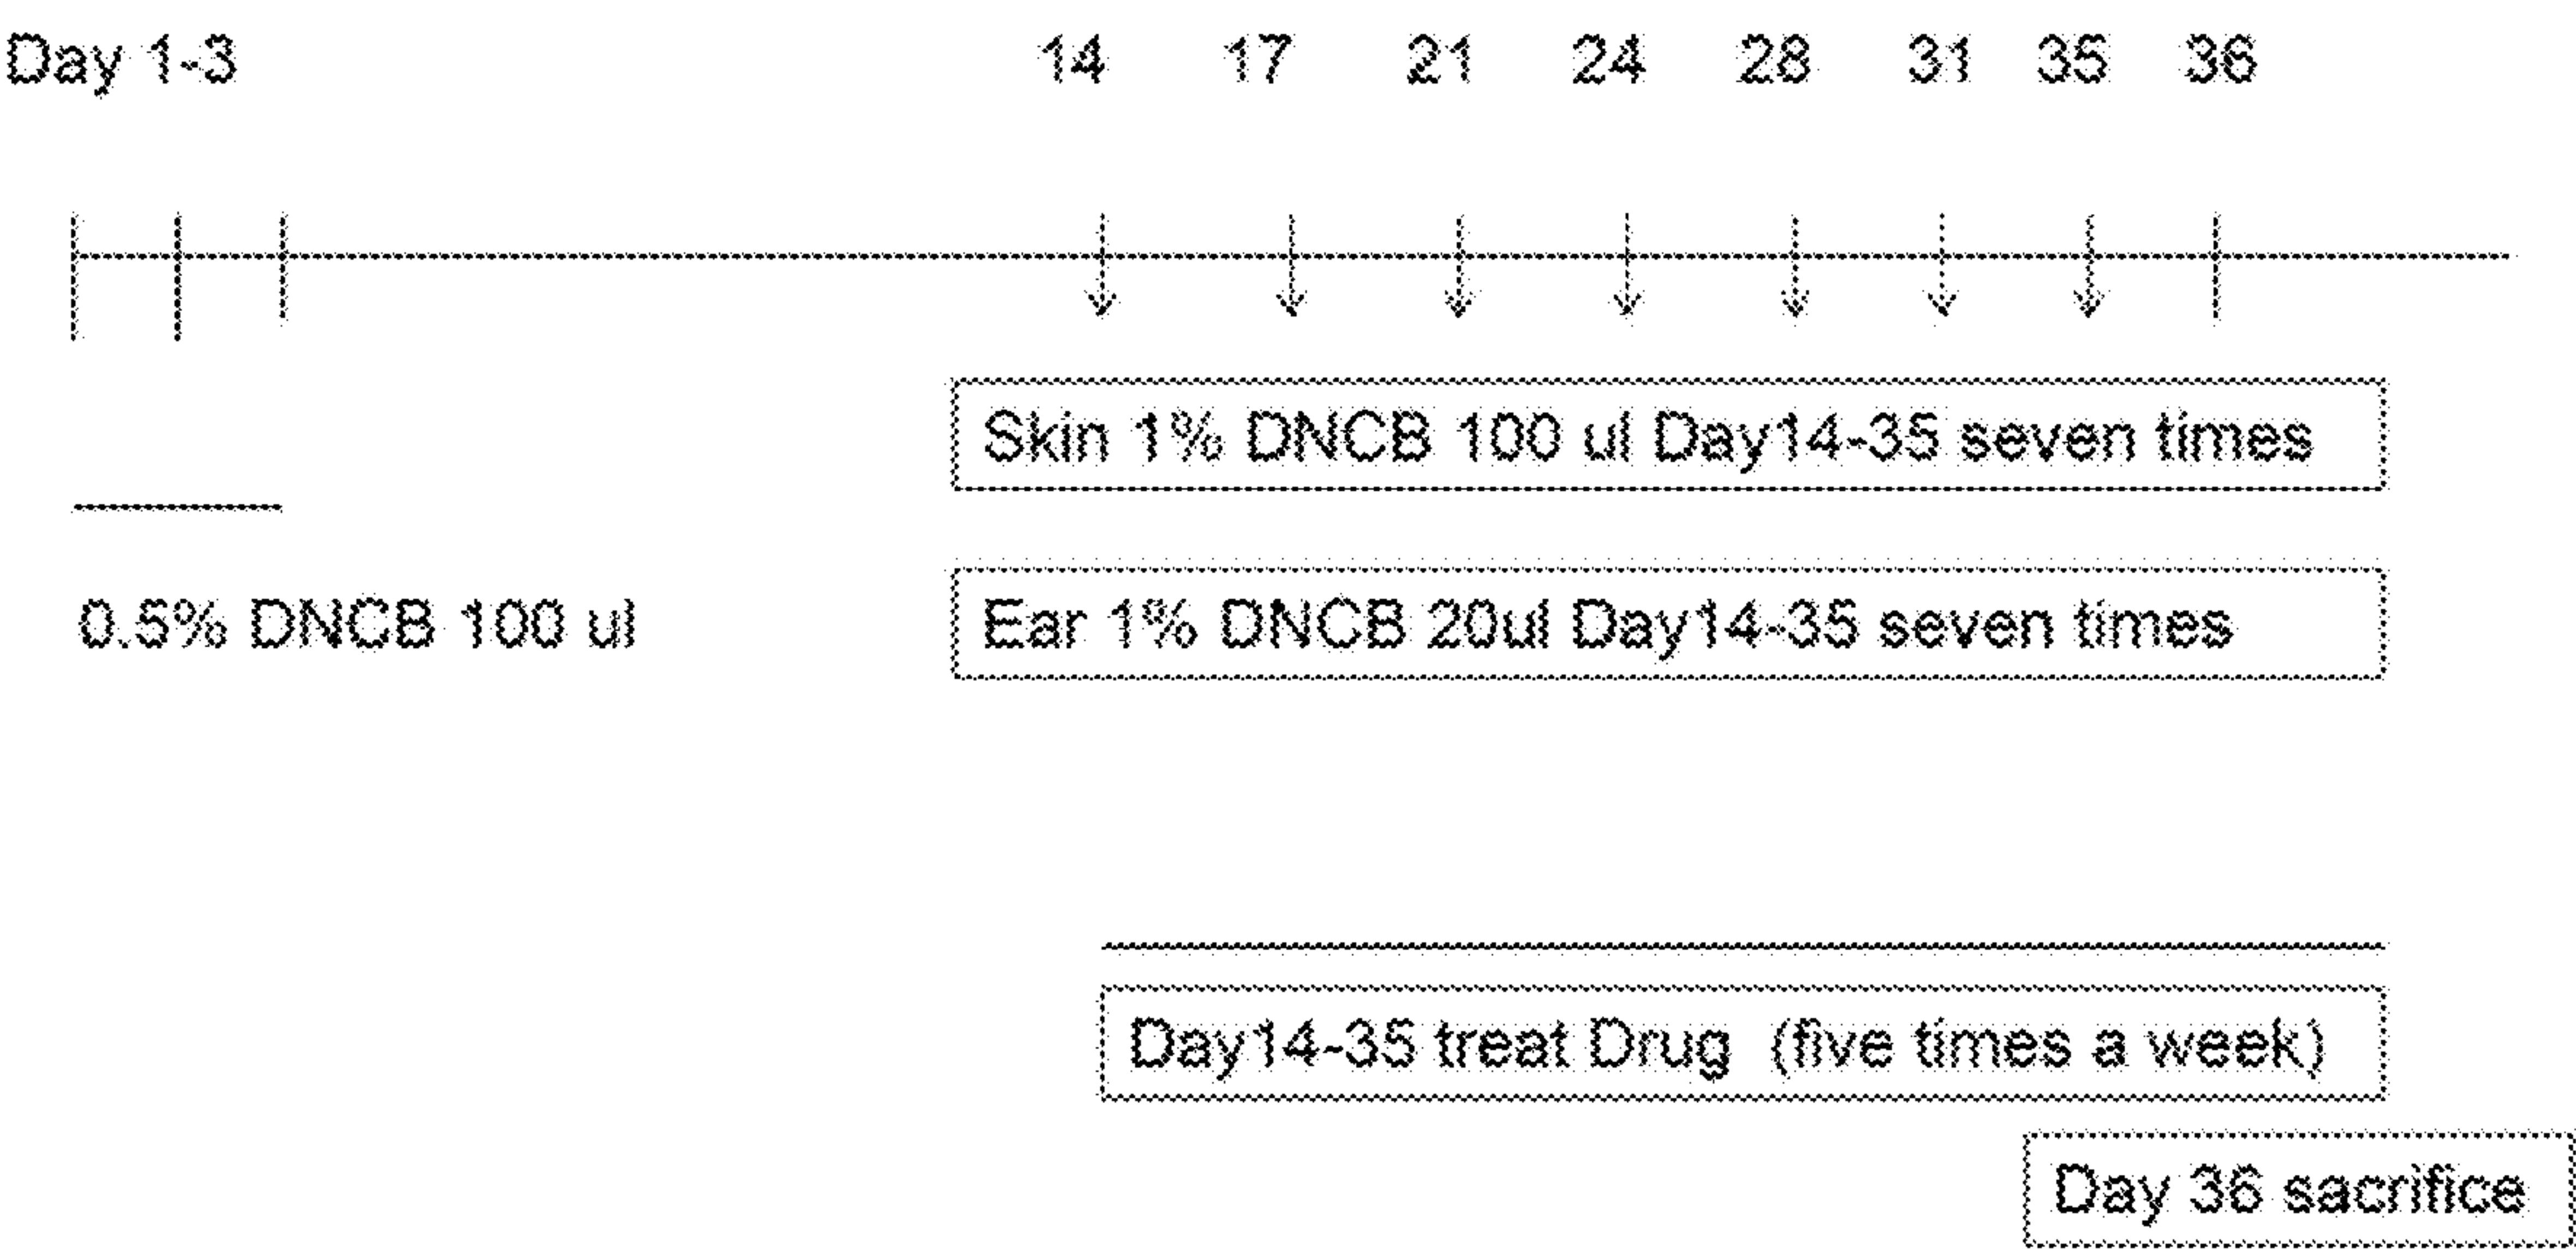 Day 1-3 14 17 21 24 28 31 35 36
Skin 1% DNCB 100 ul Day14-35 seven times
0.5% DNCB 100 ul
Ear 1% DNCB 20ul Day14-35 seven times
Day14-35 treat Drug (five times a week)
Day 36 sacrifice